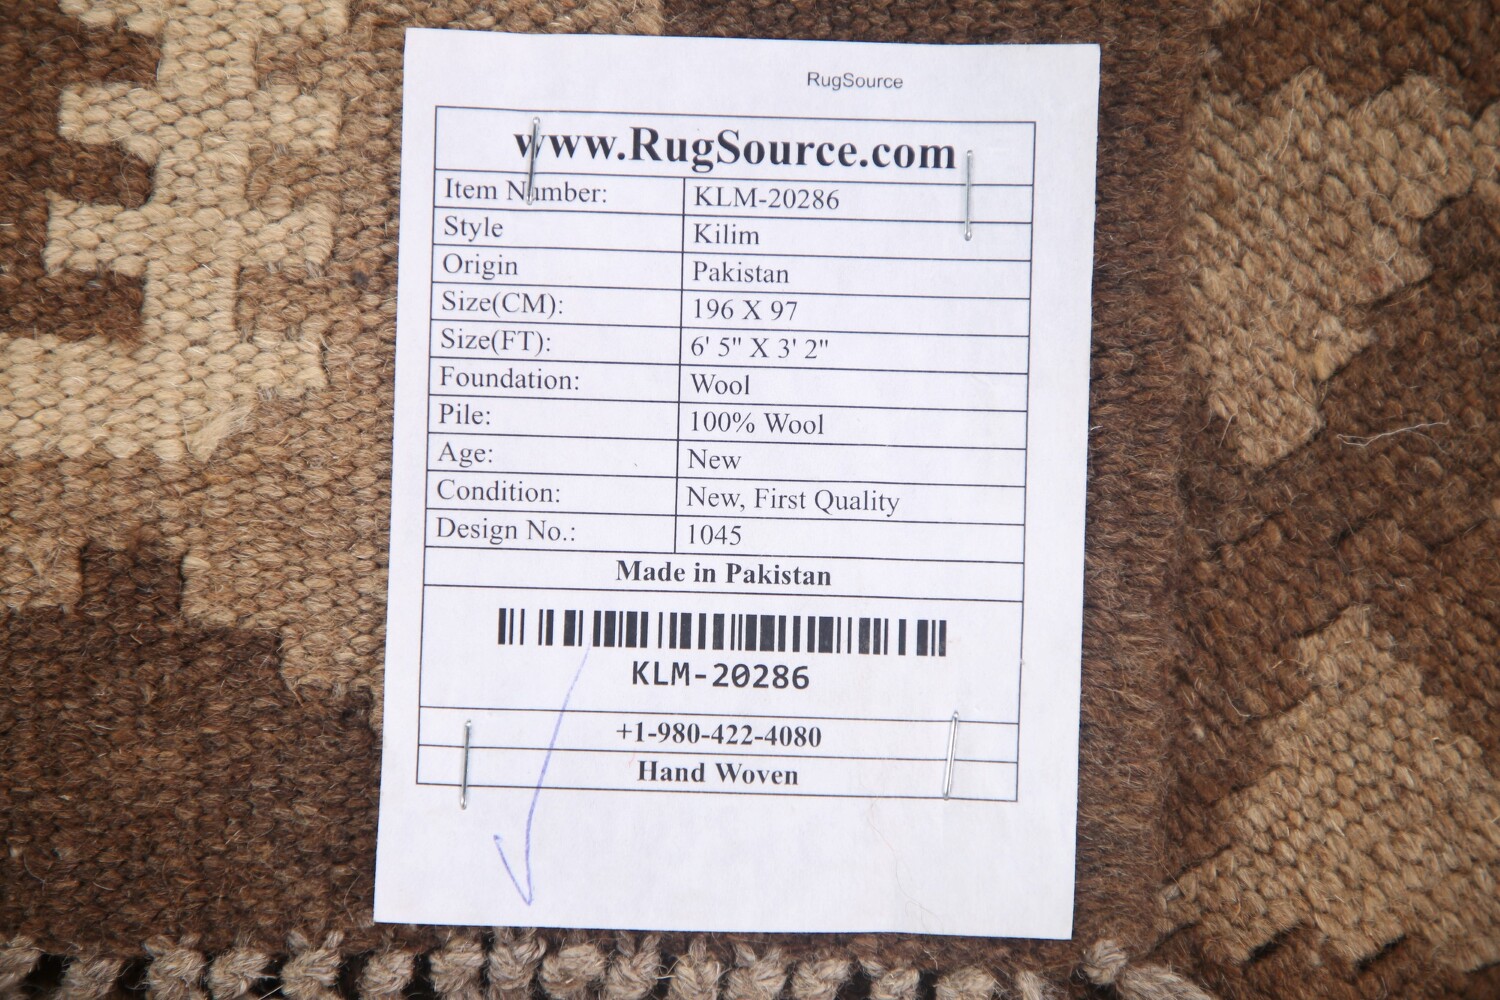 RugSource
www.RugSource.com
Item Number: KLM-20286
Style Kilim
Origin Pakistan
Size(CM): 196 X 97
Size(FT): 6' 5" X 3' 2"
Foundation: Wool
Pile: 100% Wool
Age: New
Condition: New, First Quality
Design No.: 1045
Made in Pakistan
KLM-20286
+1-980-422-4080
Hand Woven